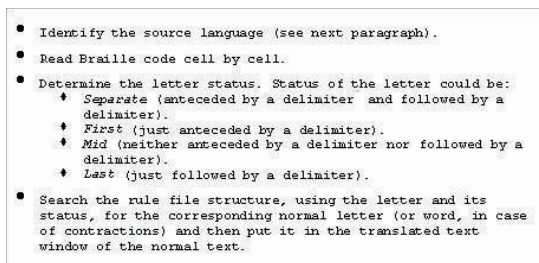 • Identify the source language (see next paragraph).
• Read Braille code cell by cell.
• Determine the letter status. Status of the letter could be:
♦ Separate (anteceded by a delimiter and followed by a
delimiter).
♦ First (just anteceded by a delimiter).
♦ Mid (neither anteceded by a delimiter nor followed by a
delimiter).
♦ Last (just followed by a delimiter).
• Search the rule file structure, using the letter and its
status, for the corresponding normal letter (or word, in case
of contractions) and then put it in the translated text
window of the normal text.